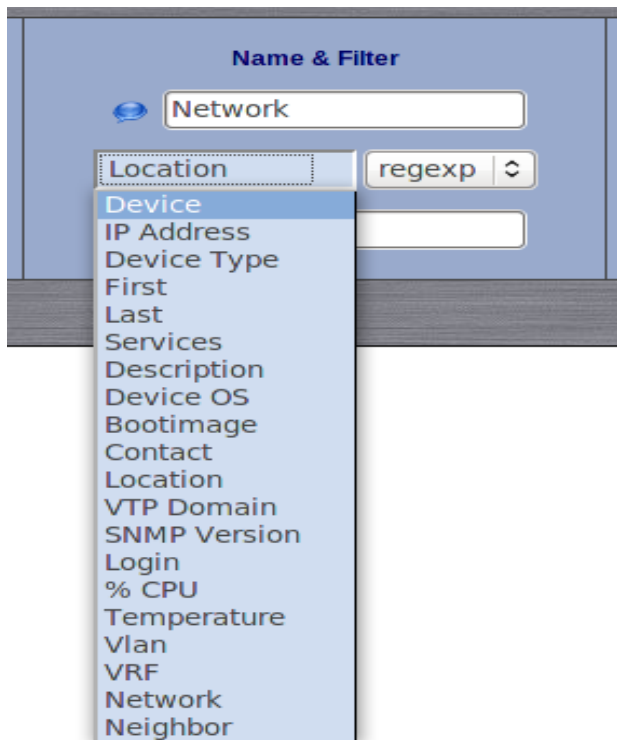 Name & Filter
Network
Location regexp
Device
IP Address
Device Type
First
Last
Services
Description
Device OS
Bootimage
Contact
Location
VTP Domain
SNMP Version
Login
% CPU
Temperature
Vlan
VRF
Network
Neighbor